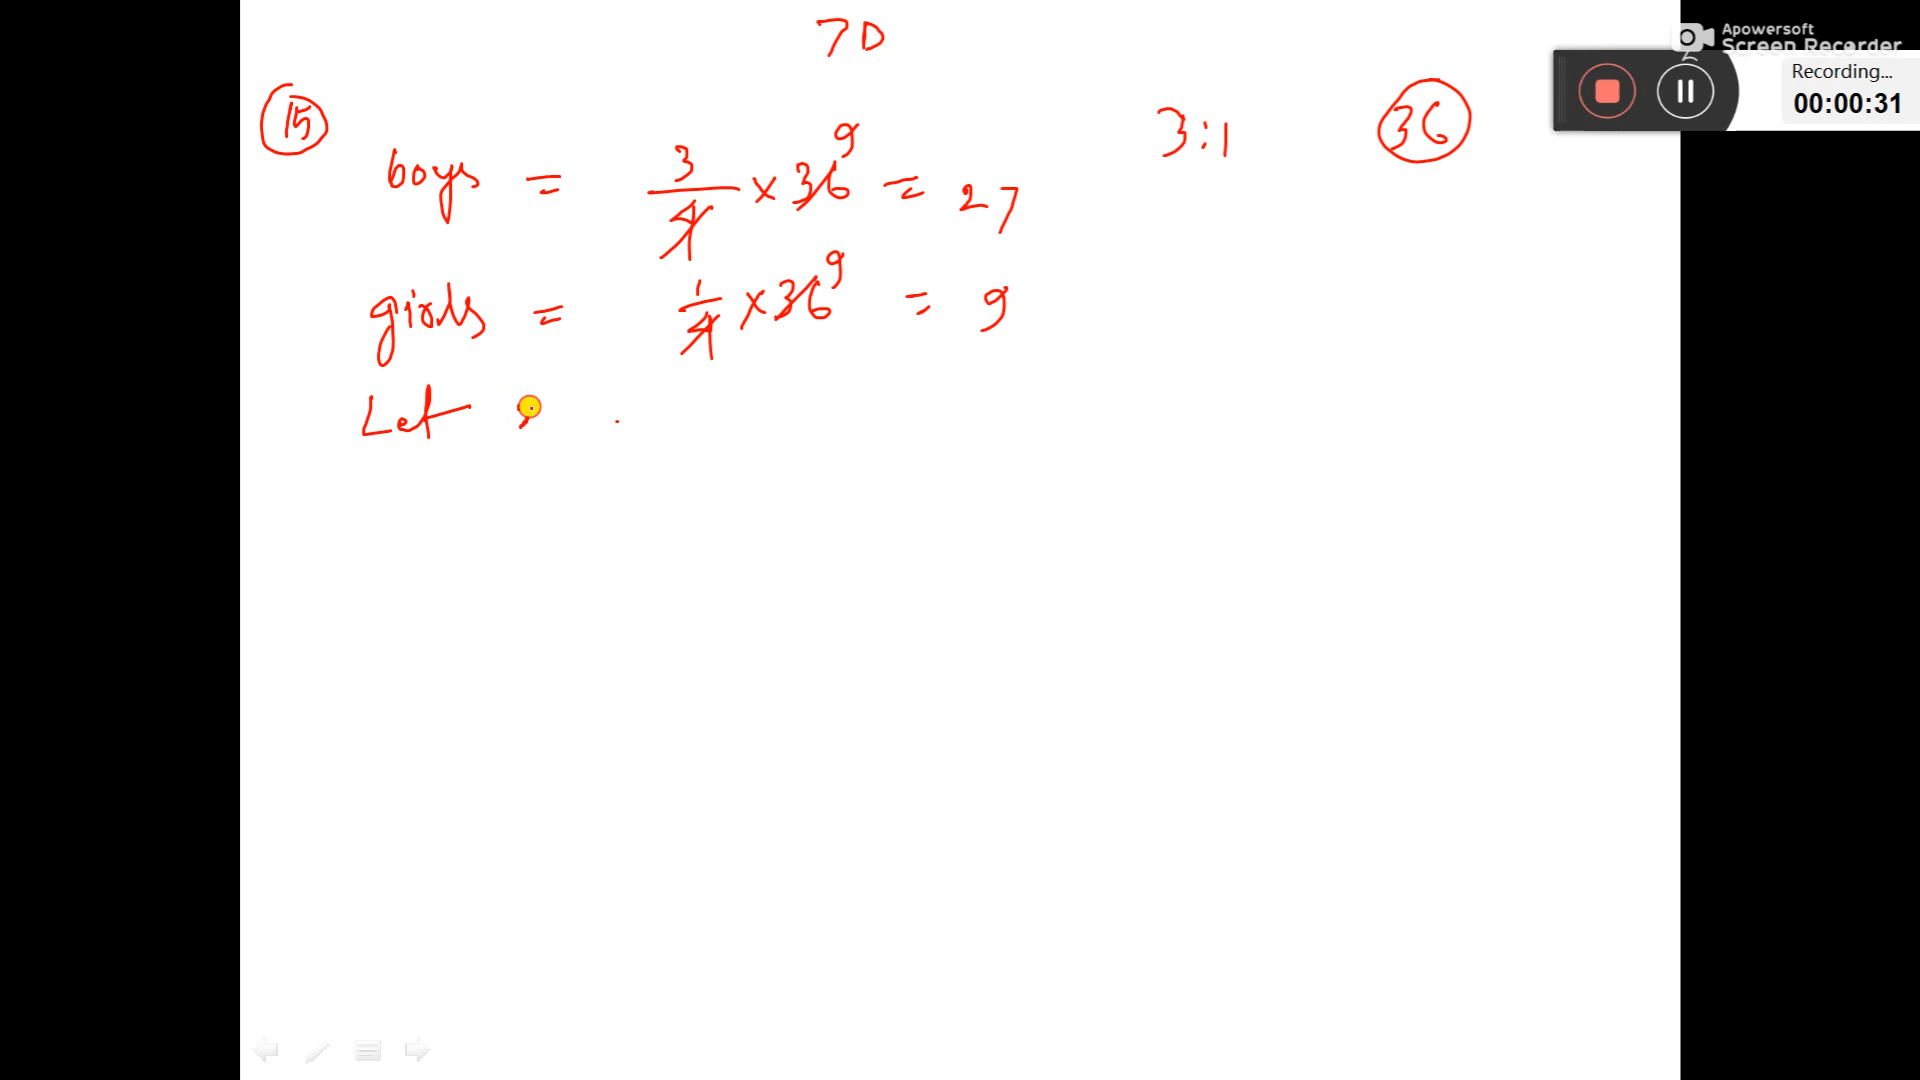 7D
Apowersoft
Screen Recorder
Recording...
00:00:31
15
3:1
36
boys = 3/4 × 36 9 = 27
girls = 1/4 × 36 9 = 9
Let